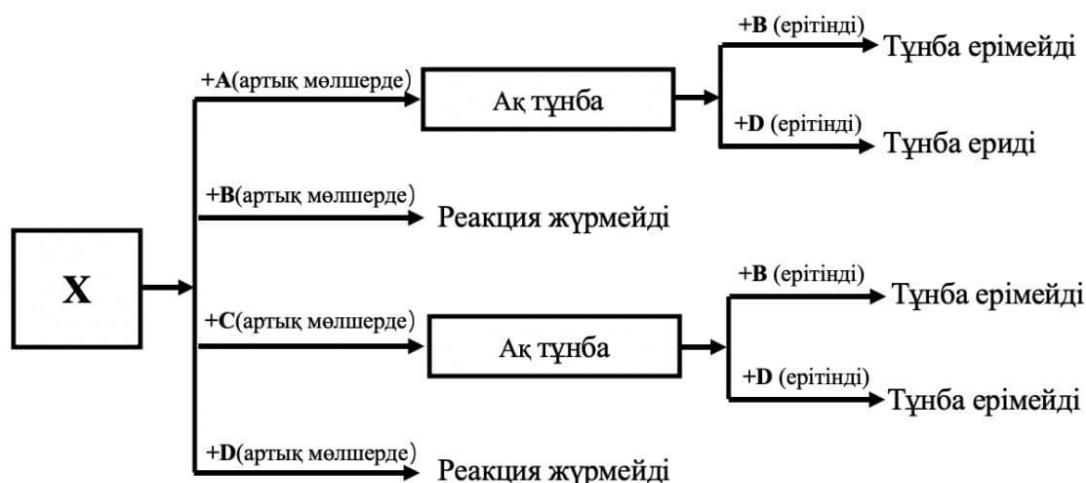 +B (ерітінді)
Тұнба ерімейді
+A(артық мөлшерде)
Ақ тұнба
+D (ерітінді)
Тұнба ериді
+B(артық мөлшерде)
Реакция жүрмейді
X
+B (ерітінді)
Тұнба ерімейді
+C(артық мөлшерде)
Ақ тұнба
+D (ерітінді)
Тұнба ерімейді
+D(артық мөлшерде)
Реакция жүрмейді